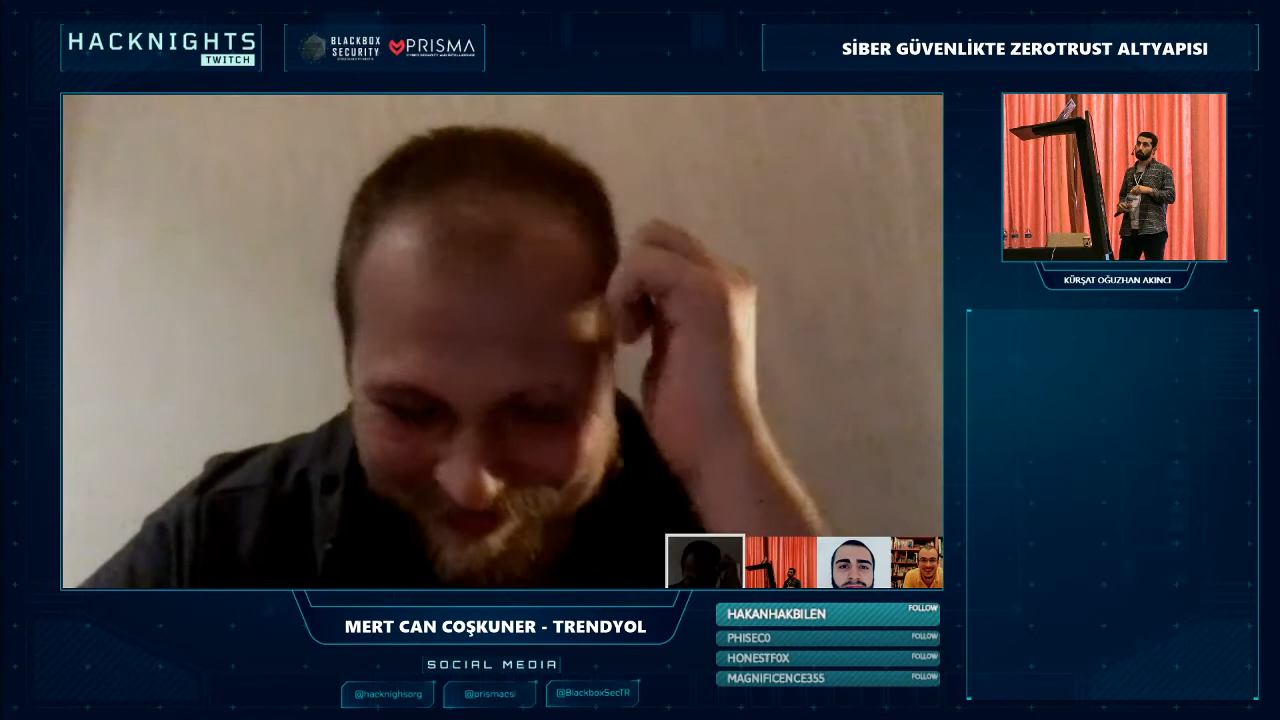 HACKNIGHTS
TWITCH
BLACKBOX
SECURITY
PRISMA
SİBER GÜVENLİKTE ZEROTRUST ALTYAPISI
KÜRŞAT OĞUZHAN AKINCI
MERT CAN COŞKUNER - TRENDYOL
SOCIAL MEDIA
@hacknighsorg
@prismacsi
@BlackboxSecTR
HAKANHAKBILEN FOLLOW
PHISEC0 FOLLOW
HONESTF0X FOLLOW
MAGNIFICENCE355 FOLLOW